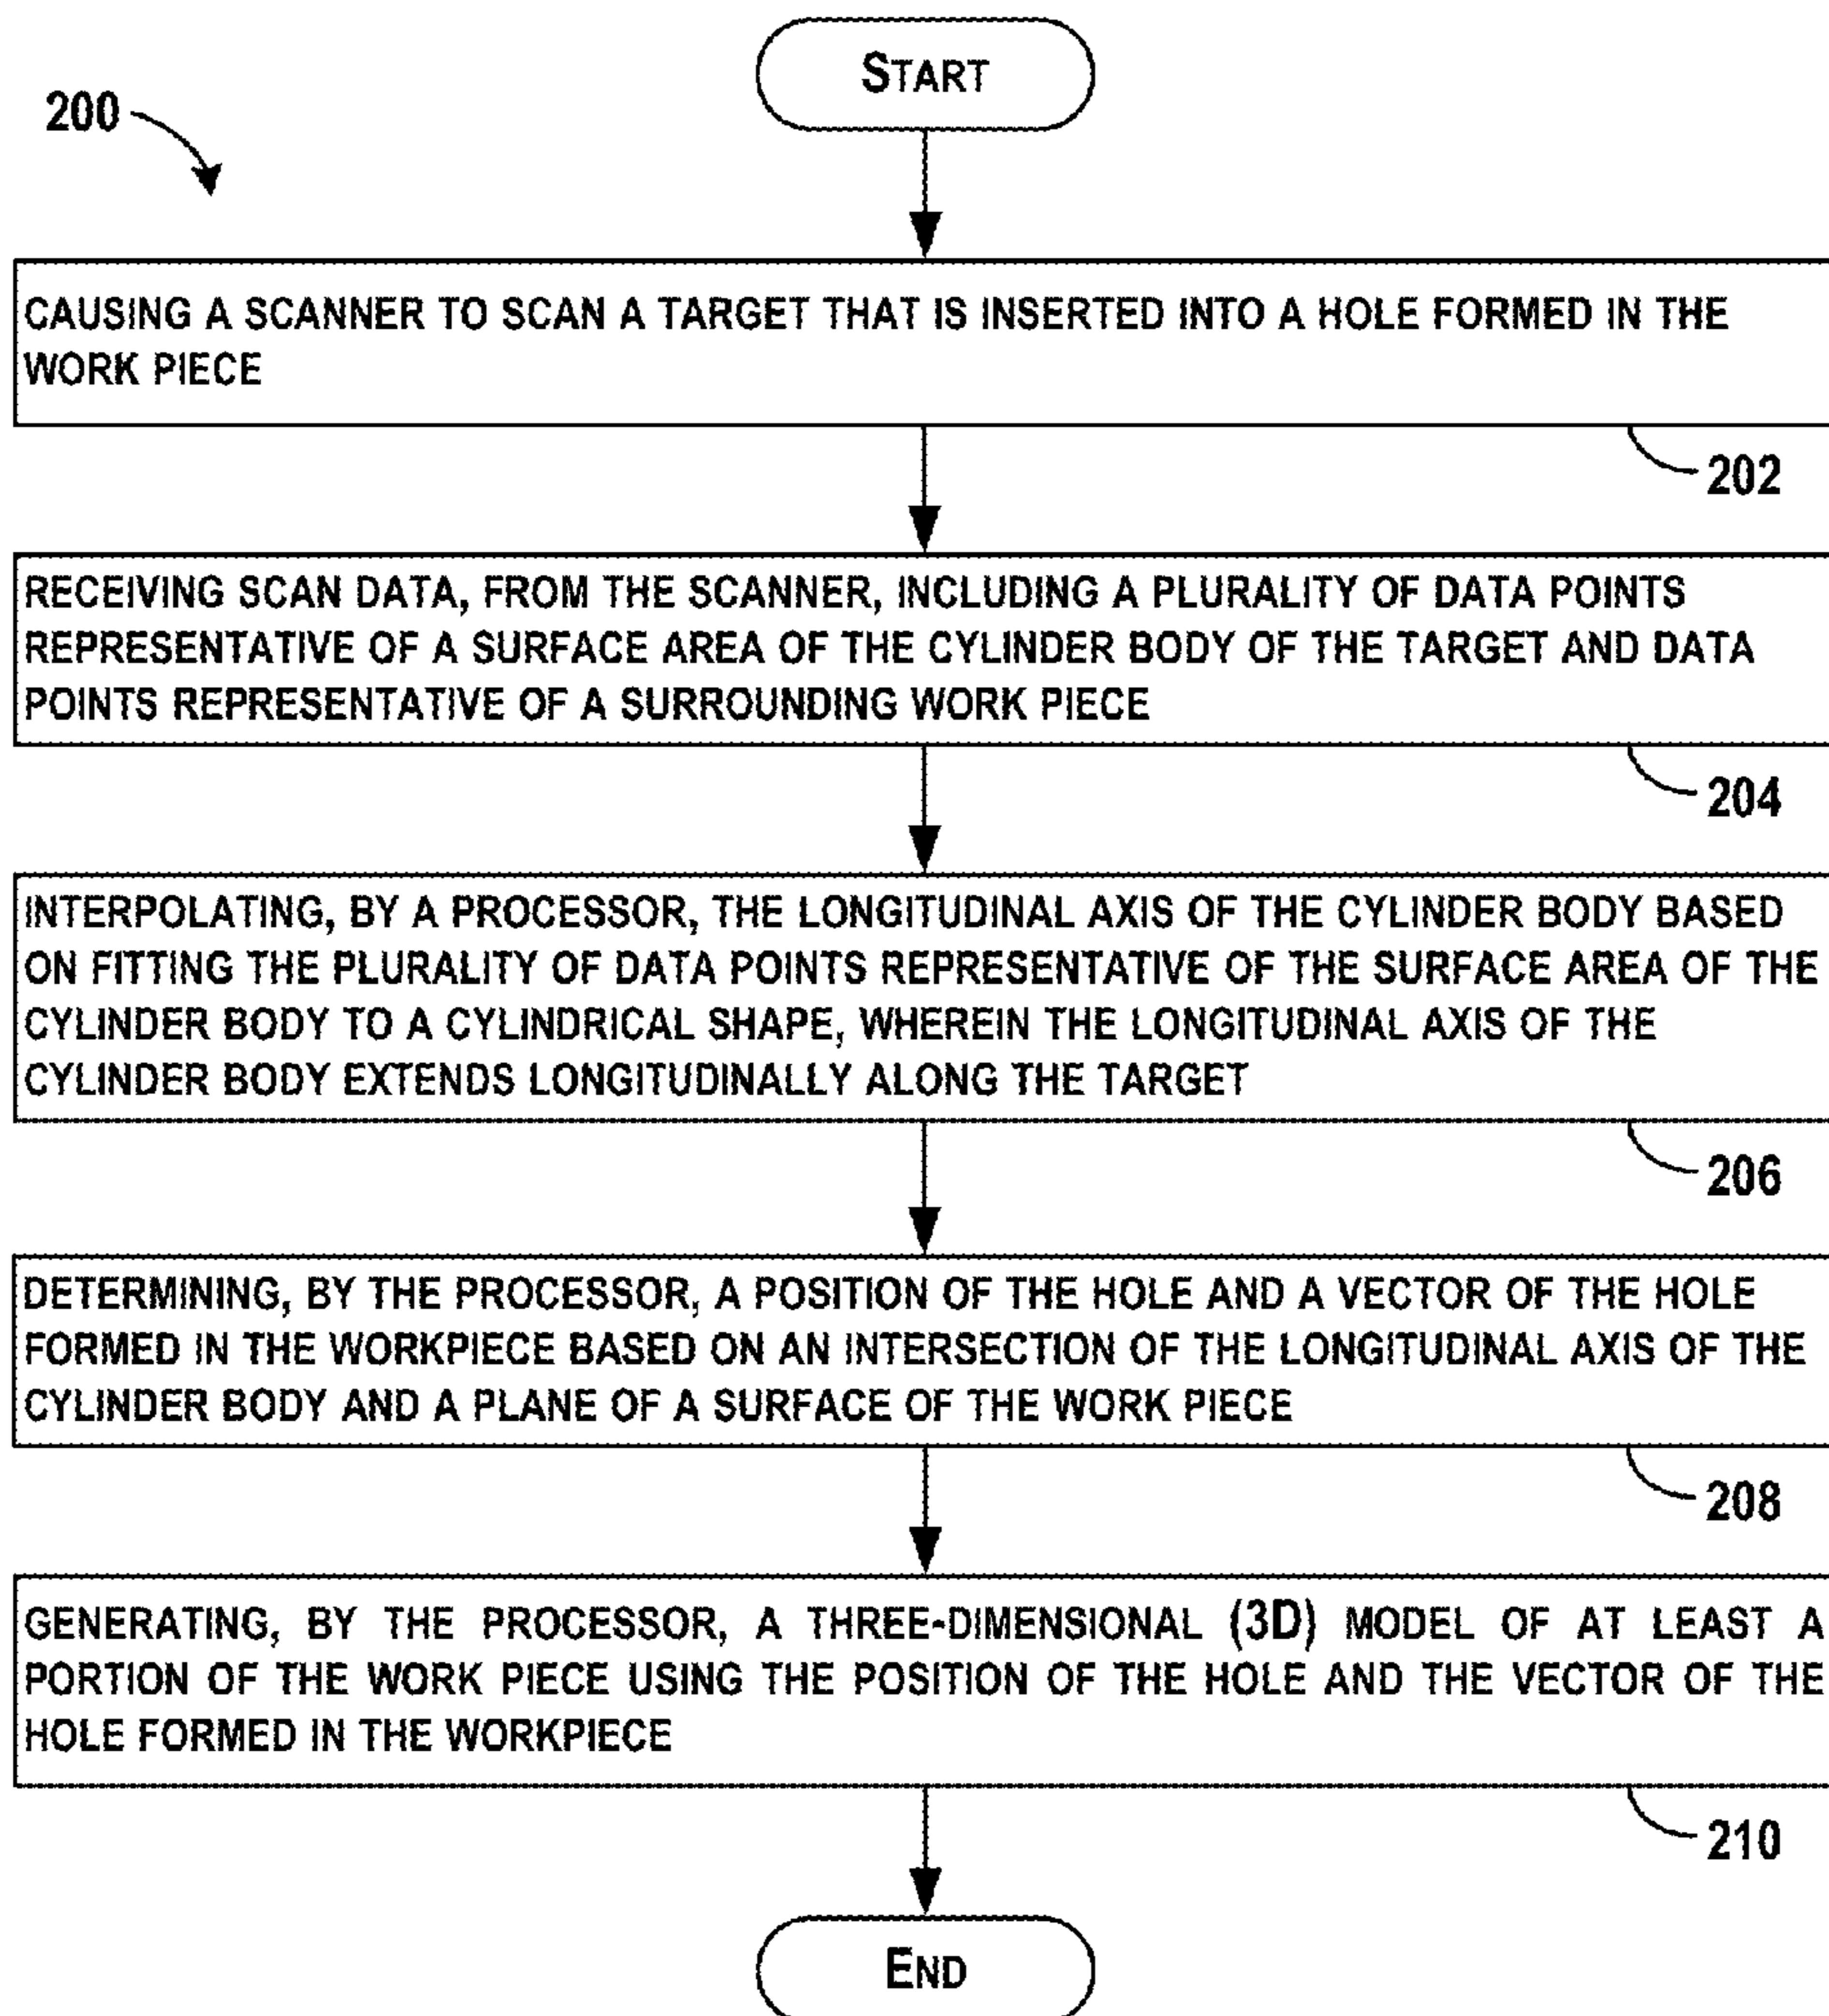 START
200
CAUSING A SCANNER TO SCAN A TARGET THAT IS INSERTED INTO A HOLE FORMED IN THE
WORK PIECE
202
RECEIVING SCAN DATA, FROM THE SCANNER, INCLUDING A PLURALITY OF DATA POINTS
REPRESENTATIVE OF A SURFACE AREA OF THE CYLINDER BODY OF THE TARGET AND DATA
POINTS REPRESENTATIVE OF A SURROUNDING WORK PIECE
204
INTERPOLATING, BY A PROCESSOR, THE LONGITUDINAL AXIS OF THE CYLINDER BODY BASED
ON FITTING THE PLURALITY OF DATA POINTS REPRESENTATIVE OF THE SURFACE AREA OF THE
CYLINDER BODY TO A CYLINDRICAL SHAPE, WHEREIN THE LONGITUDINAL AXIS OF THE
CYLINDER BODY EXTENDS LONGITUDINALLY ALONG THE TARGET
206
DETERMINING, BY THE PROCESSOR, A POSITION OF THE HOLE AND A VECTOR OF THE HOLE
FORMED IN THE WORKPIECE BASED ON AN INTERSECTION OF THE LONGITUDINAL AXIS OF THE
CYLINDER BODY AND A PLANE OF A SURFACE OF THE WORK PIECE
208
GENERATING, BY THE PROCESSOR, A THREE-DIMENSIONAL (3D) MODEL OF AT LEAST A
PORTION OF THE WORK PIECE USING THE POSITION OF THE HOLE AND THE VECTOR OF THE
HOLE FORMED IN THE WORKPIECE
210
END